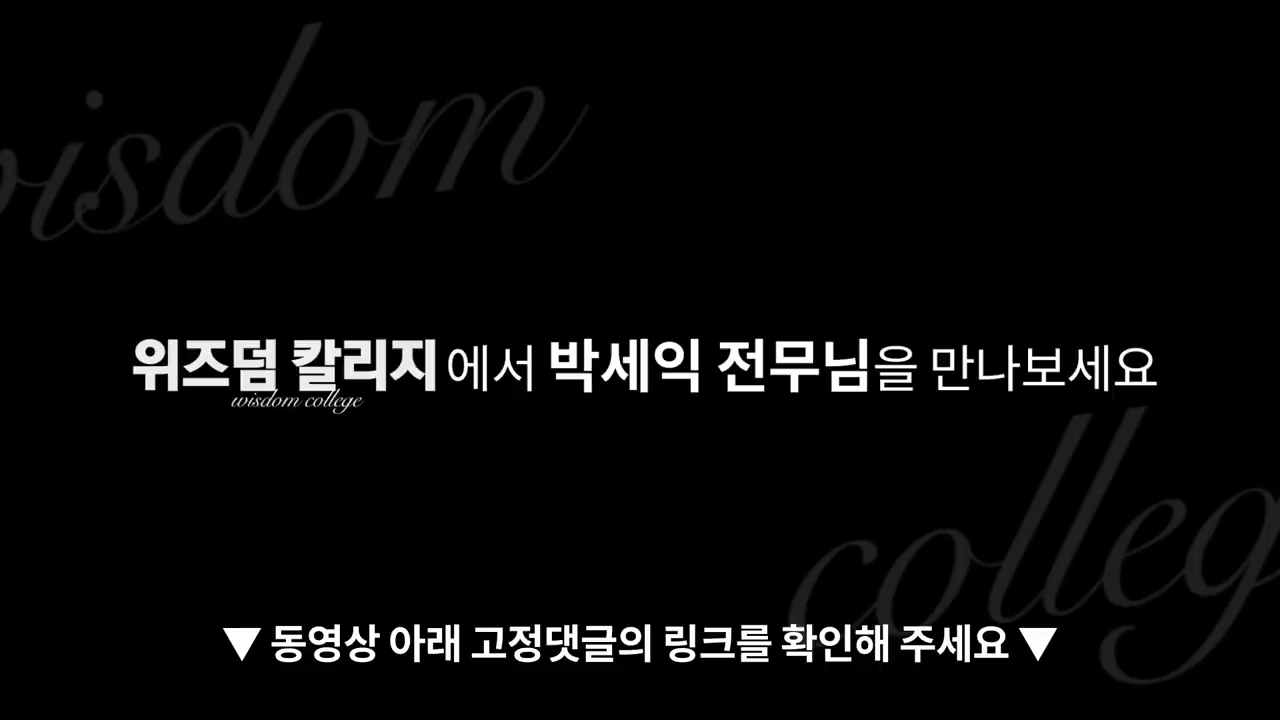 wisdom
위즈덤 칼리지에서 박세익 전무님을 만나보세요
wisdom college
colleg
▼ 동영상 아래 고정댓글의 링크를 확인해 주세요 ▼